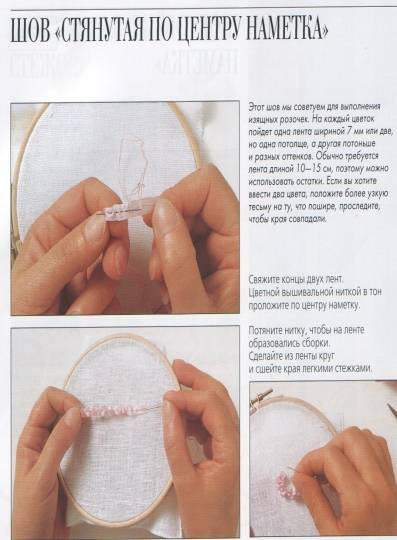 ШОВ «СТЯНУТАЯ ПО ЦЕНТРУ НАМЕТКА»
Этот шов мы советуем для выполнения
изящных розочек. На каждый цветок
пойдет одна лента шириной 7 мм или две,
но одна потолще, а другая потоньше
и разных оттенков. Обычно требуется
лента длиной 10—15 см, поэтому можно
использовать остатки. Если вы хотите
ввести два цвета, положите более узкую
тесьму на ту, что пошире, проследите,
чтобы края совпадали.
Свяжите концы двух лент.
Цветной вышивальной ниткой в тон
проложите по центру наметку.
Потяните нитку, чтобы на ленте
образовались сборки.
Сделайте из ленты круг
и сшейте края легкими стежками.